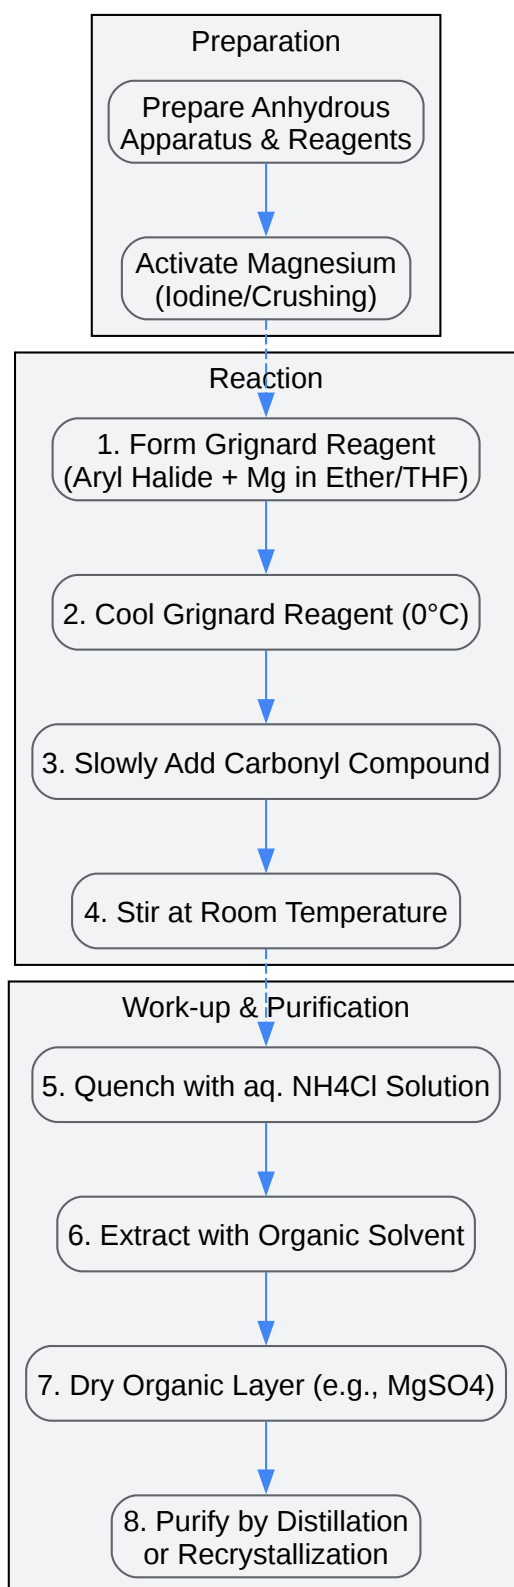 Preparation
Prepare Anhydrous
Apparatus & Reagents
Activate Magnesium
(Iodine/Crushing)
Reaction
1. Form Grignard Reagent
(Aryl Halide + Mg in Ether/THF)
2. Cool Grignard Reagent (0°C)
3. Slowly Add Carbonyl Compound
4. Stir at Room Temperature
Work-up & Purification
5. Quench with aq. NH4Cl Solution
6. Extract with Organic Solvent
7. Dry Organic Layer (e.g., MgSO4)
8. Purify by Distillation
or Recrystallization